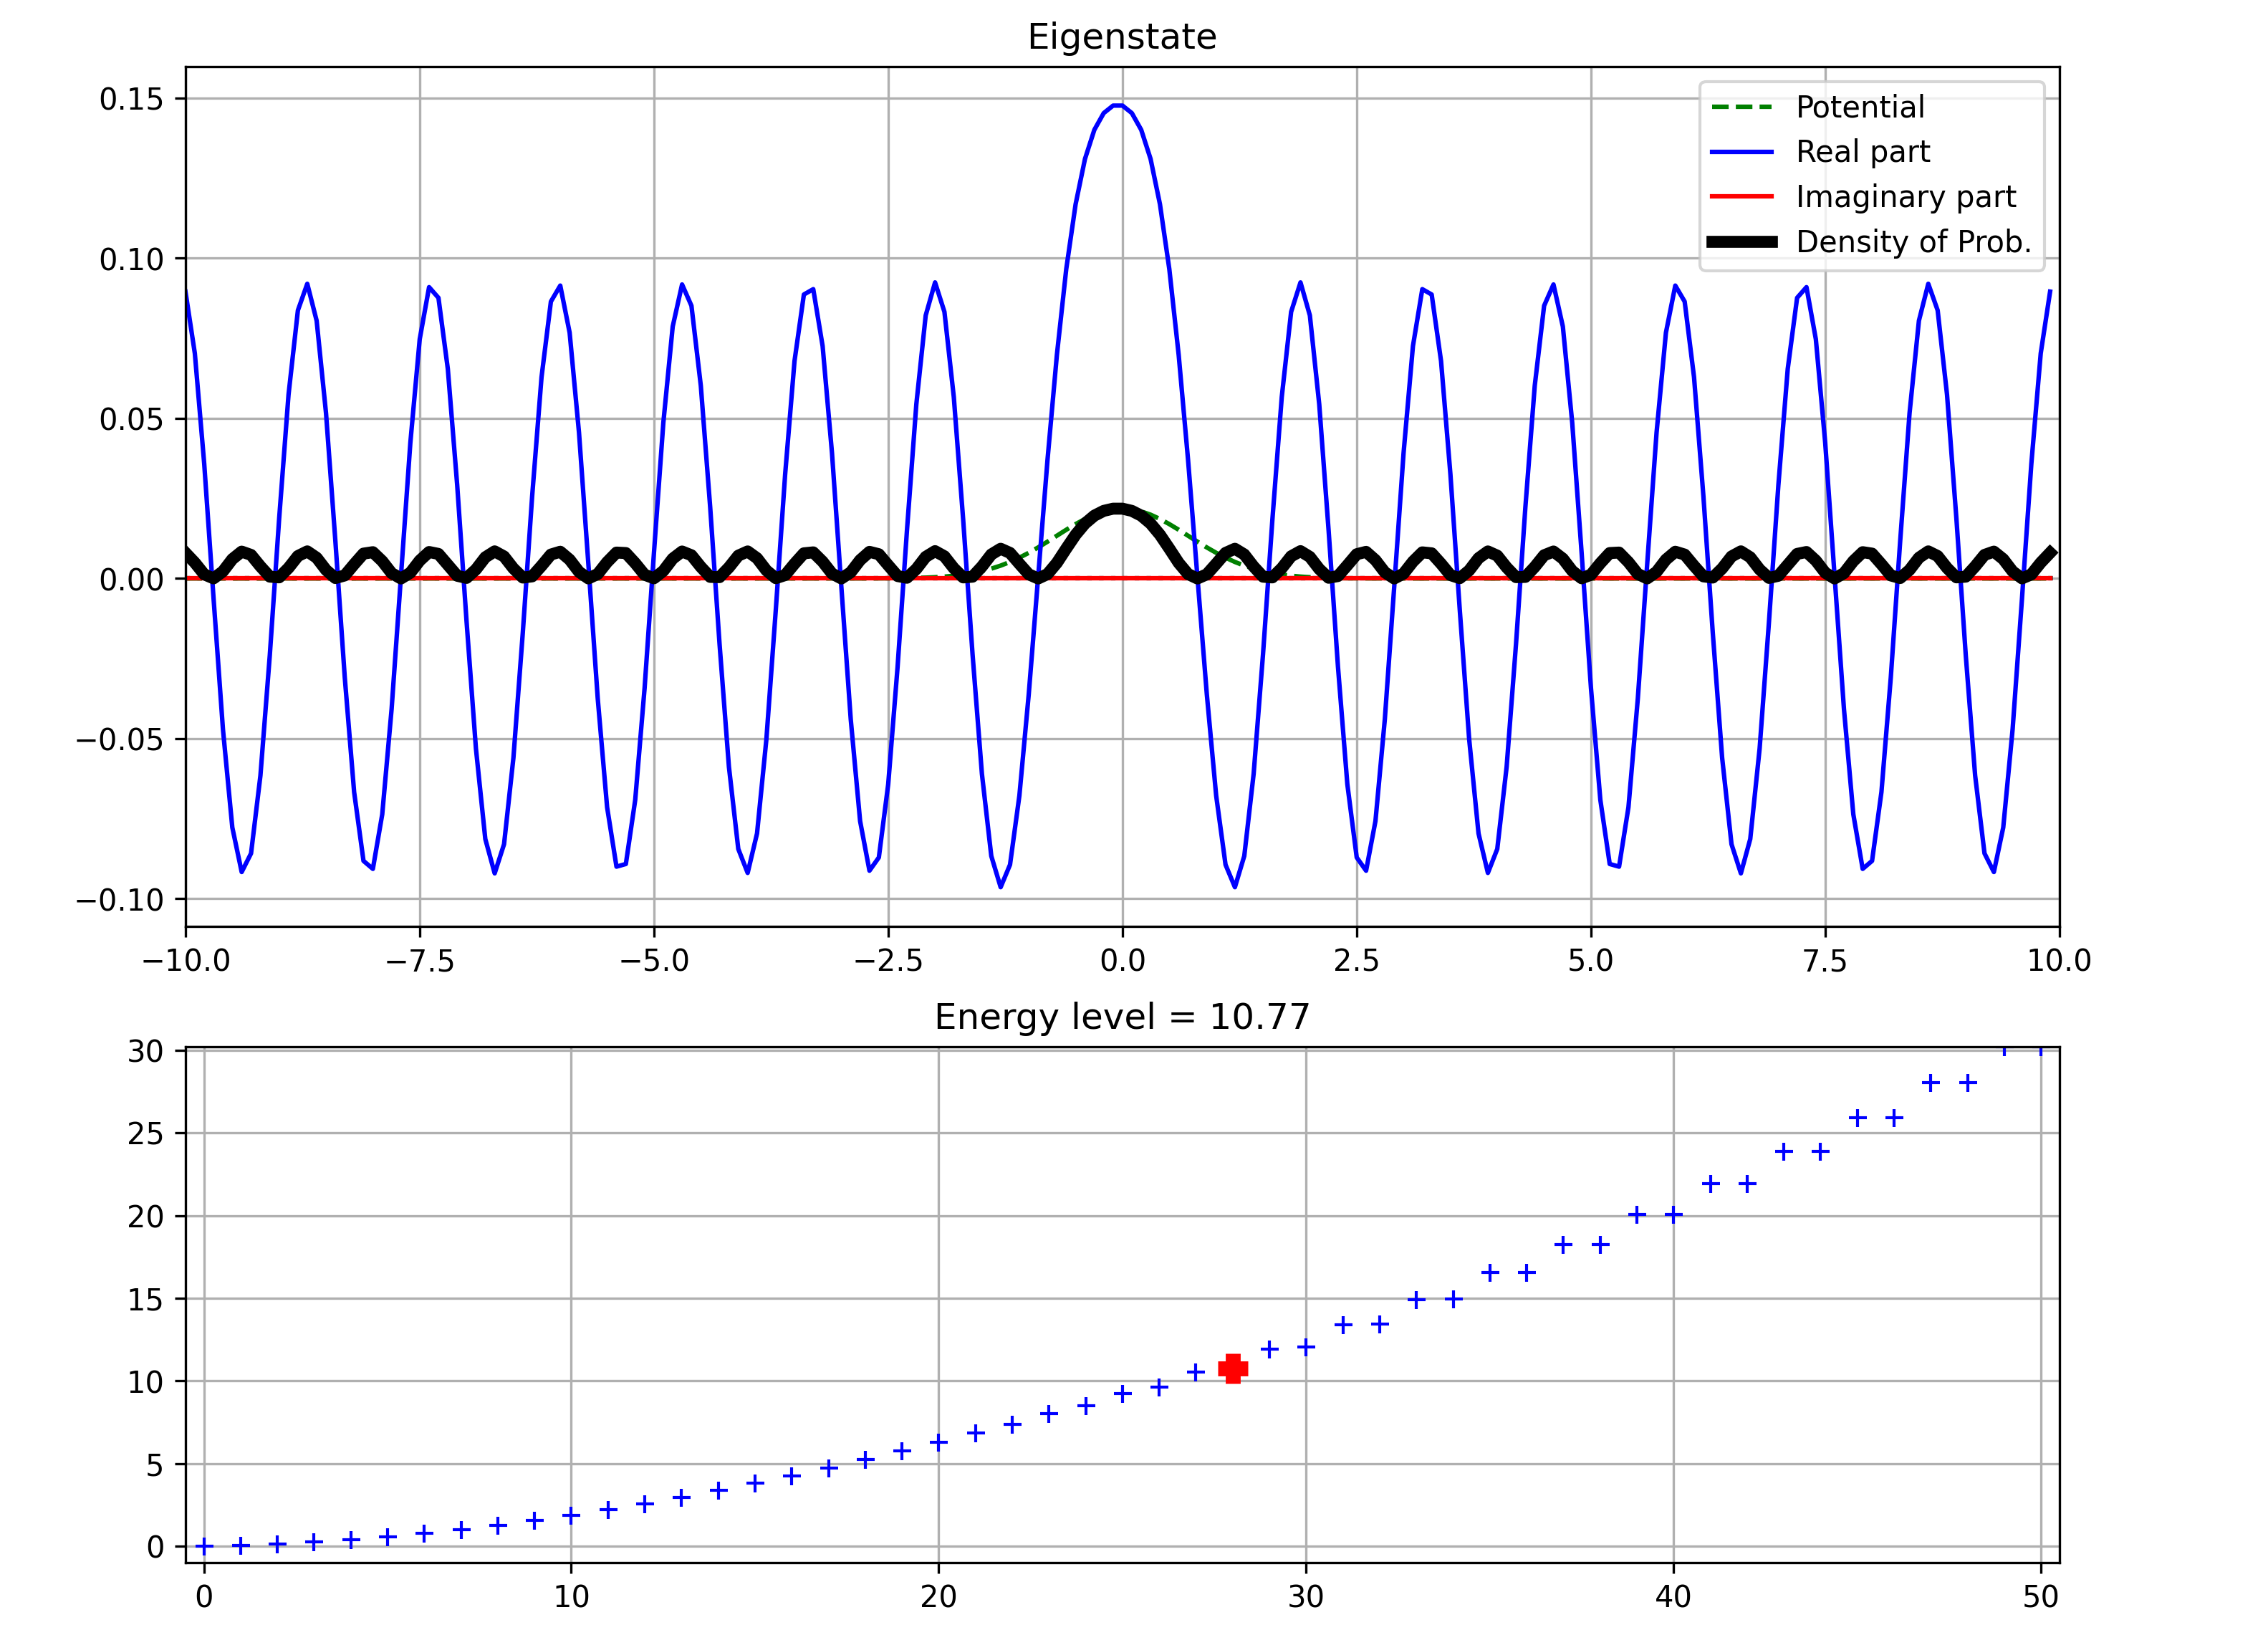 Eigenstate
0.15
0.10
0.05
0.00
−0.05
−0.10
Potential
Real part
Imaginary part
Density of Prob.
−10.0 −7.5 −5.0 −2.5 0.0 2.5 5.0 7.5 10.0
Energy level = 10.77
30
25
20
15
10
5
0
0 10 20 30 40 50